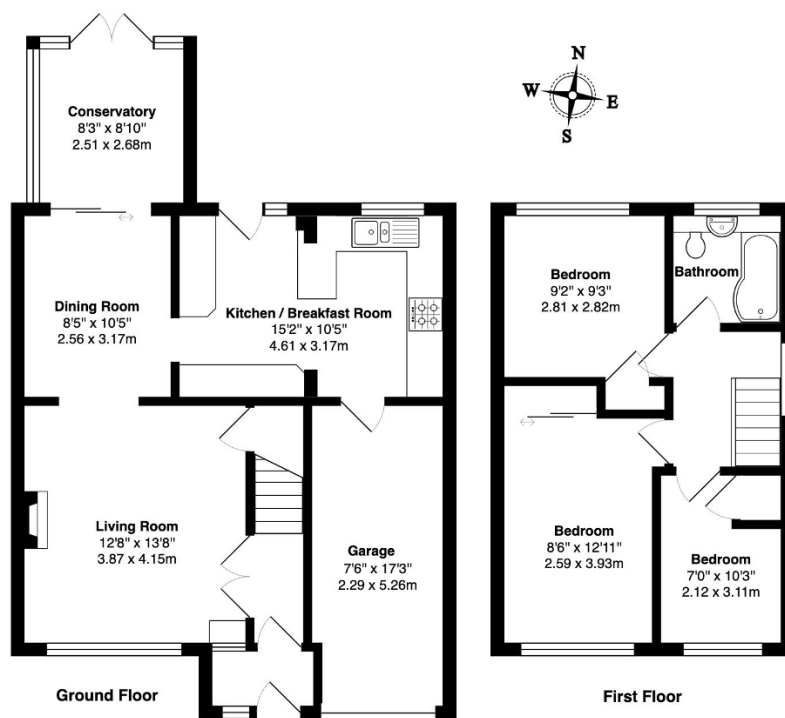 Conservatory
8'3" x 8'10"
2.51 x 2.68m
N
W
E
S
Dining Room
8'5" x 10'5"
2.56 x 3.17m
Kitchen / Breakfast Room
15'2" x 10'5"
4.61 x 3.17m
Living Room
12'8" x 13'8"
3.87 x 4.15m
Garage
7'6" x 17'3"
2.29 x 5.26m
Ground Floor
Bedroom
9'2" x 9'3"
2.81 x 2.82m
Bathroom
Bedroom
8'6" x 12'11"
2.59 x 3.93m
Bedroom
7'0" x 10'3"
2.12 x 3.11m
First Floor